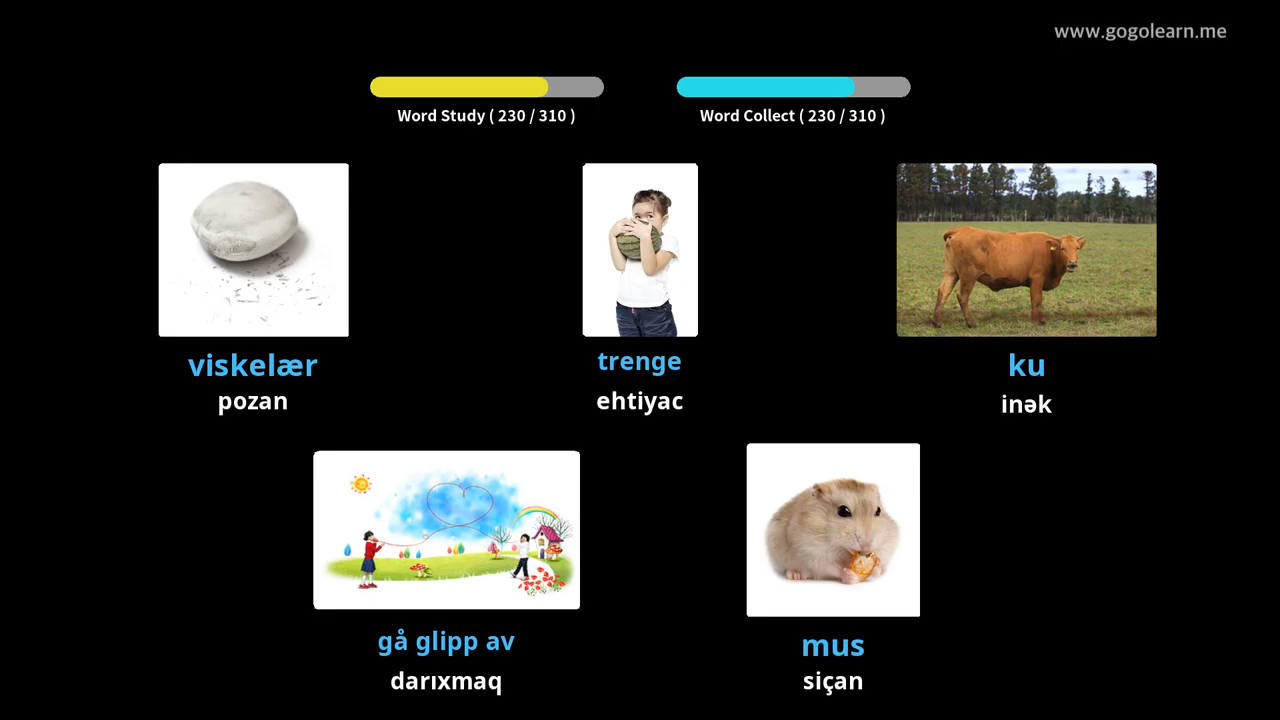 www.gogolearn.me
Word Study ( 230 / 310 )
Word Collect ( 230 / 310 )
viskelær
pozan
trenge
ehtiyac
ku
inək
gå glipp av
darıxmaq
mus
siçan